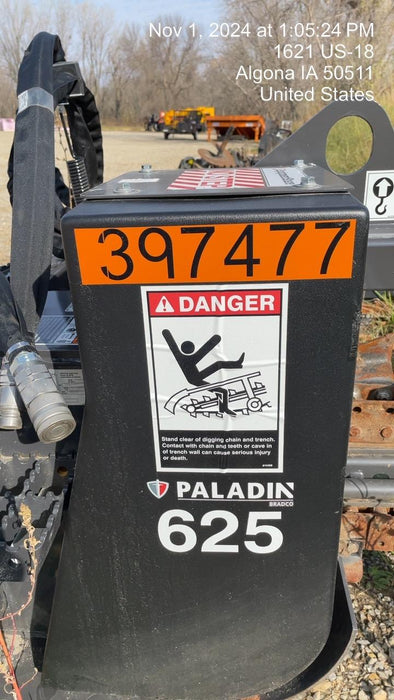 Nov 1, 2024 at 1:05:24 PM
1621 US-18
Algona IA 50511
United States
397477
DANGER
Stand clear of digging chain and trench.
Contact with chain and teeth or cave in
of trench wall can cause serious injury
or death.
PALADIN
BRADCO
625